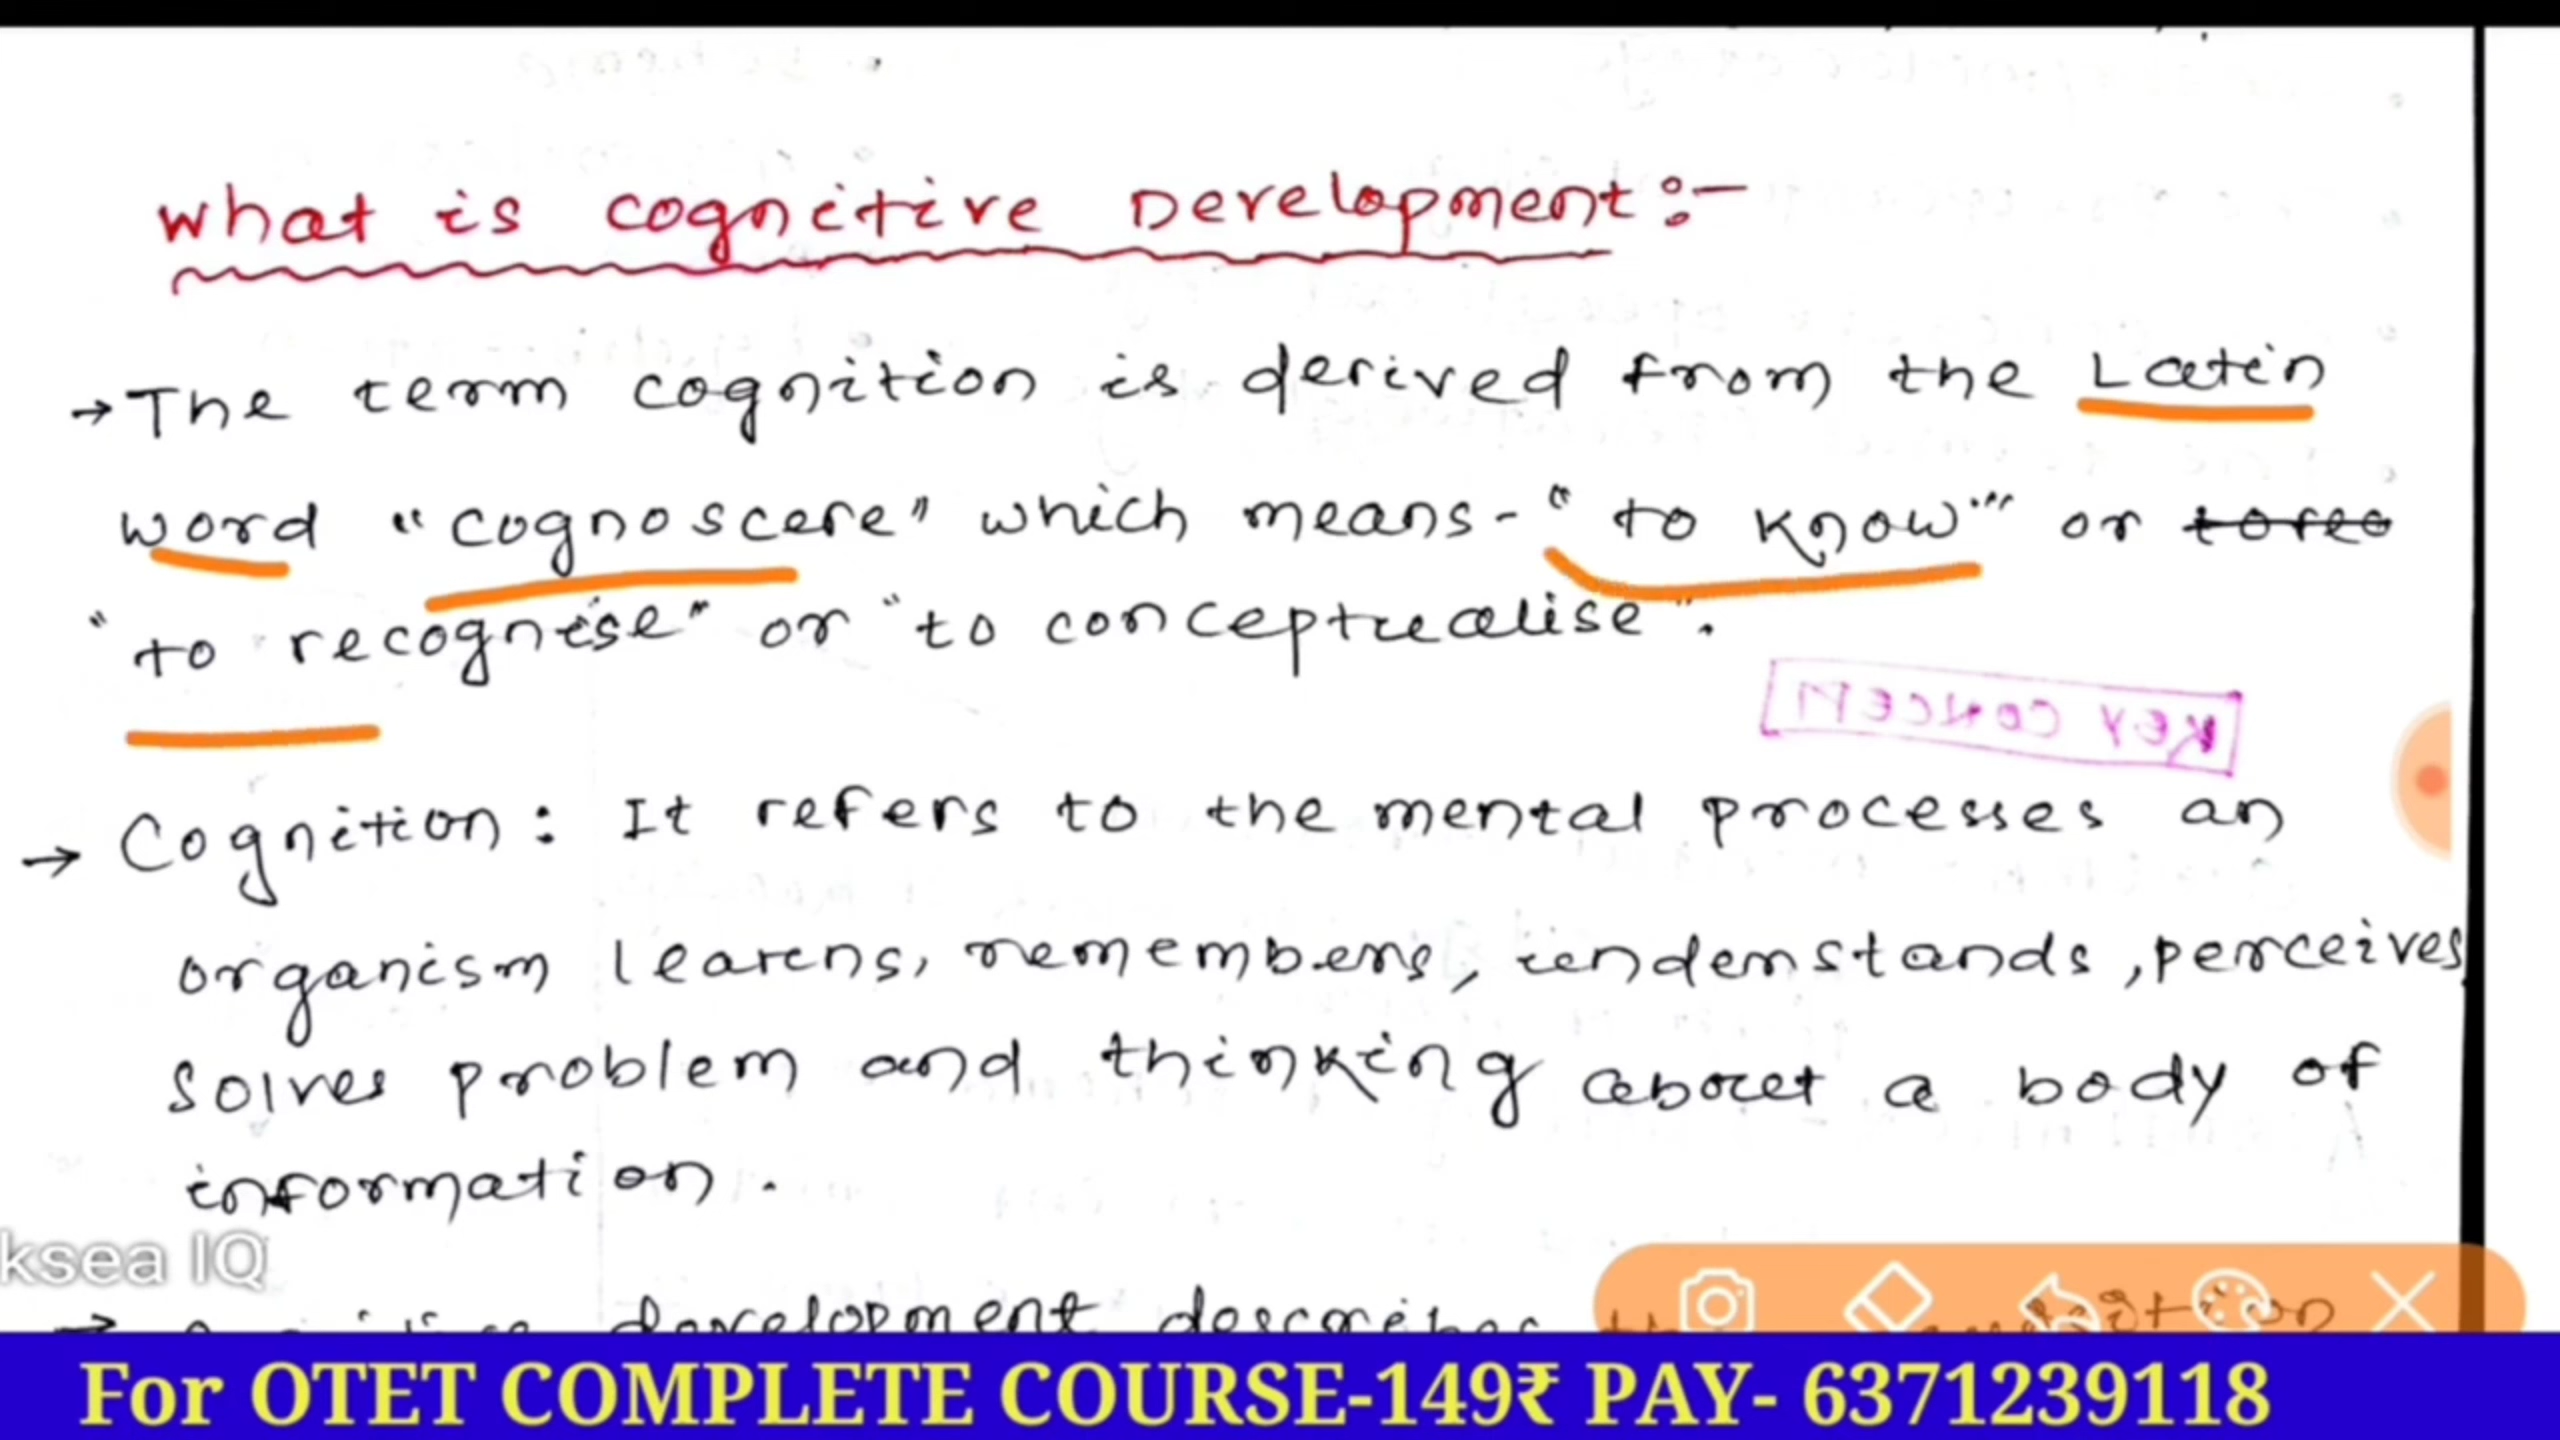 What is cognitive Development:-
→ The term cognition is derived from the Latin
word "cognoscere" which means - "to know" or
"to recognise" or "to conceptualise".
KEY CONCEPT
→ Cognition: It refers to the mental processes an
organism learns, remembers, understands, perceives
solves problem and thinking about a body of
information.
ksea IQ
development describes
For OTET COMPLETE COURSE-149₹ PAY- 6371239118